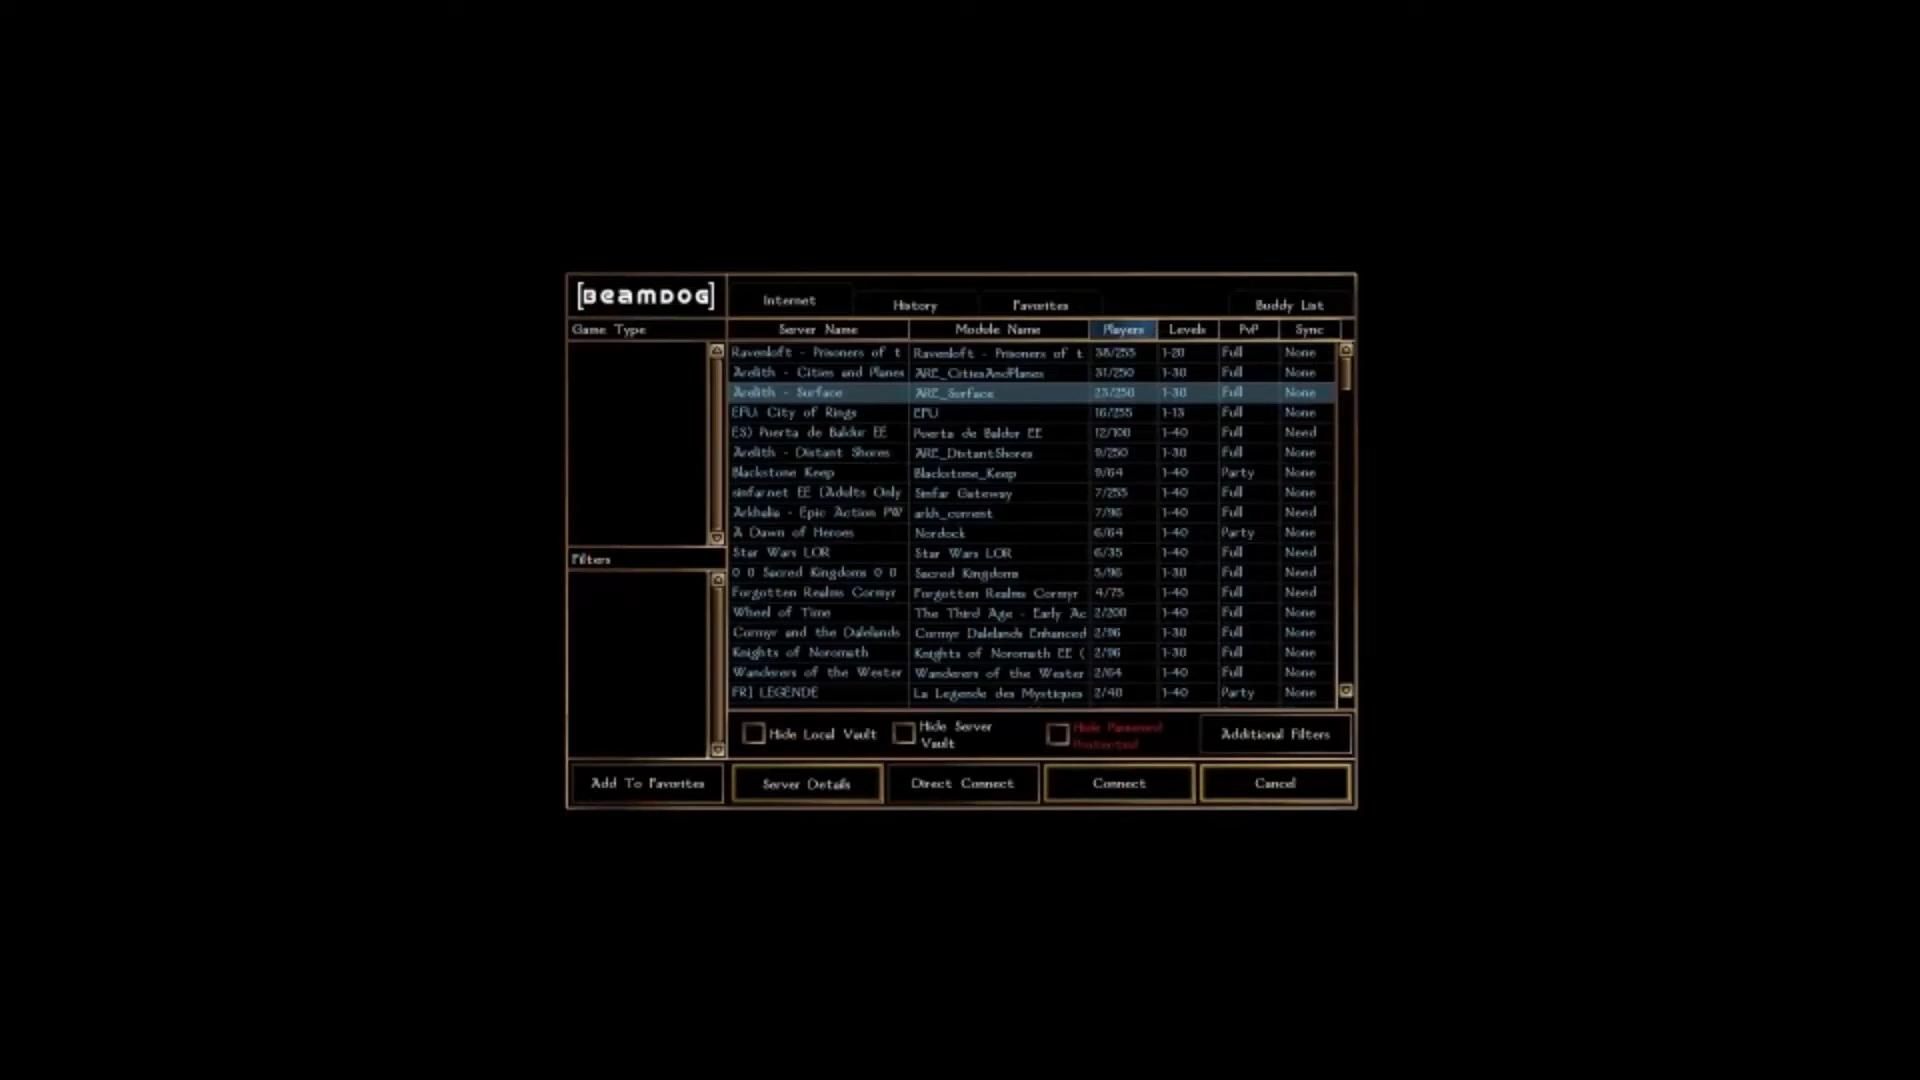 [BEAMDOG]
Internet
History
Favorites
Buddy List
Game Type
Server Name Module Name Players Levels PvP Sync
Ravenloft - Prisoners of t Ravenloft - Prisoners of t 38/255 1-20 Full None
Arelith - Cities and Planes ARE_CitiesAndPlanes 31/250 1-30 Full None
Arelith - Surface ARE_Surface 23/250 1-30 Full None
EFU: City of Rings EFU 16/255 1-13 Full None
ES) Puerta de Baldur EE Puerta de Baldur EE 12/100 1-40 Full Need
Arelith - Distant Shores ARE_DistantShores 9/250 1-30 Full None
Blackstone Keep Blackstone_Keep 9/64 1-40 Party None
sinfar.net EE (Adults Only Sinfar Gateway 7/255 1-40 Full None
Arkhalia - Epic Action PW arkh_current 7/96 1-40 Full Need
A Dawn of Heroes Nordock 6/64 1-40 Party None
Star Wars LOR Star Wars LOR 6/35 1-40 Full Need
0 0 Sacred Kingdoms 0 0 Sacred Kingdoms 5/96 1-30 Full Need
Forgotten Realms Cormyr Forgotten Realms Cormyr 4/75 1-40 Full Need
Wheel of Time The Third Age - Early Ac 2/200 1-40 Full None
Cormyr and the Dalelands Cormyr Dalelands Enhanced 2/96 1-30 Full None
Knights of Noromath Knights of Noromath EE ( 2/96 1-30 Full None
Wanderers of the Wester Wanderers of the Wester 2/64 1-40 Full None
FR] LEGENDE La Legende des Mystiques 2/40 1-40 Party None
Filters
Hide Local Vault
Hide Server
Vault
Hide Password
Protected
Additional Filters
Add To Favorites
Server Details
Direct Connect
Connect
Cancel